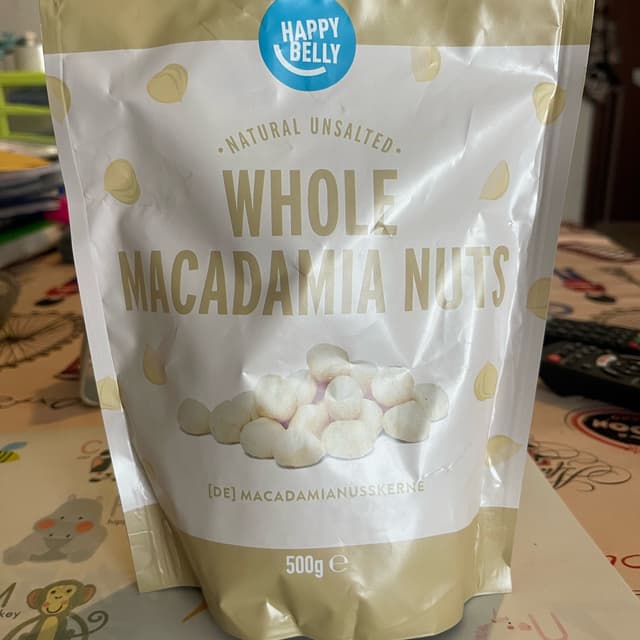 HAPPY
BELLY
·NATURAL UNSALTED·
WHOLE
MACADAMIA NUTS
[DE] MACADAMIANUSSKERNE
500g ℮